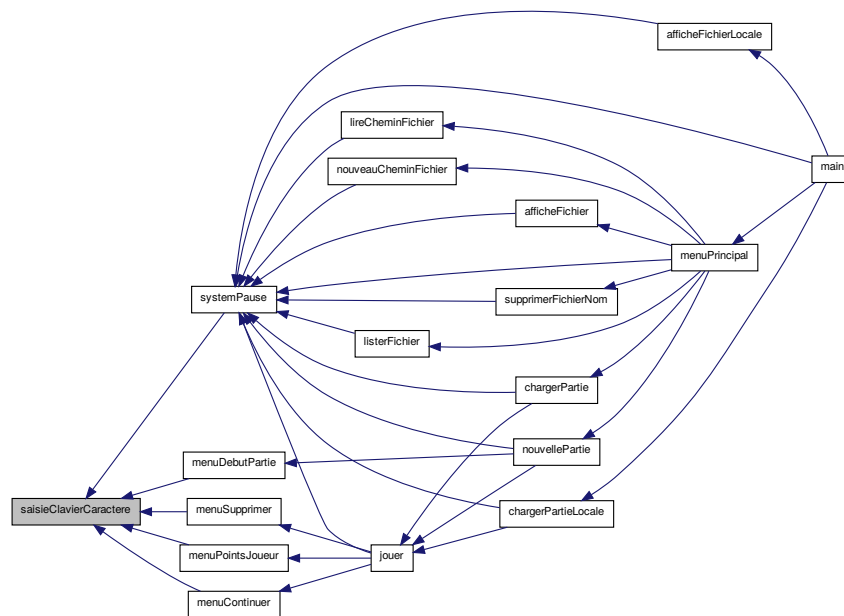 afficheFichierLocale
lireCheminFichier
main
nouveauCheminFichier
afficheFichier
menuPrincipal
systemPause
supprimerFichierNom
listerFichier
chargerPartie
nouvellePartie
menuDebutPartie
saisieClavierCaractere
menuSupprimer
chargerPartieLocale
menuPointsJoueur
jouer
menuContinuer